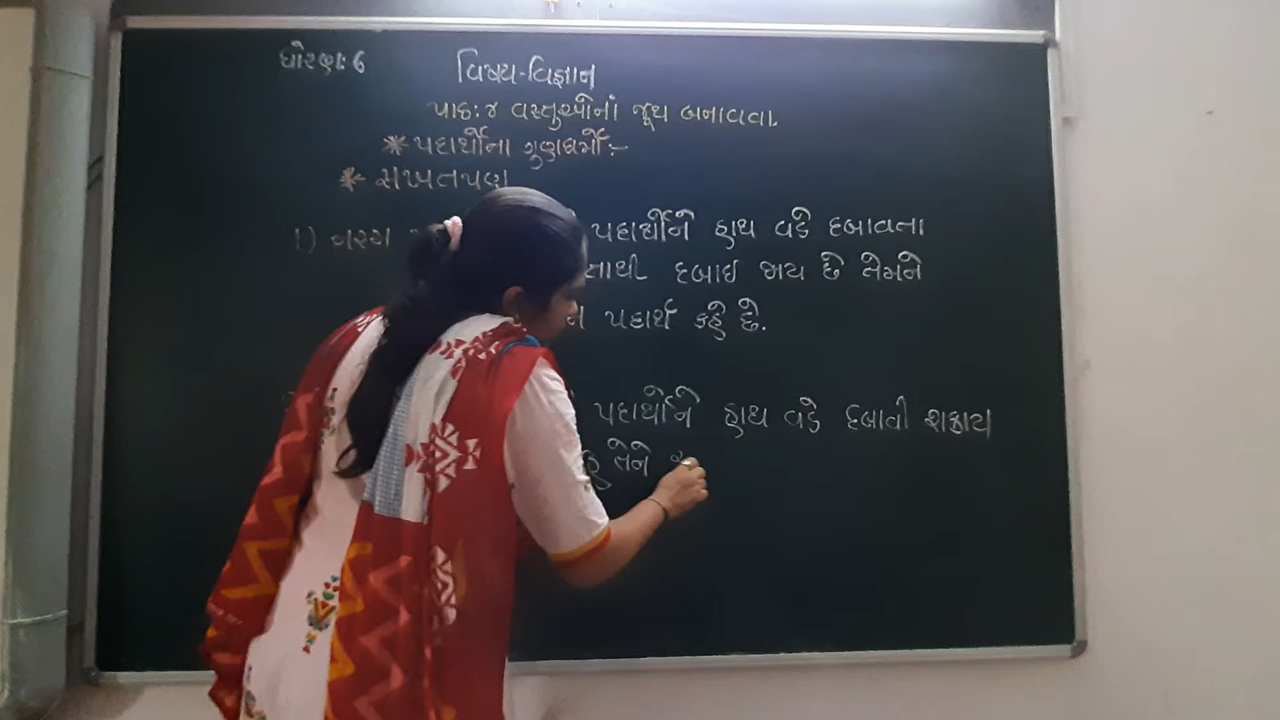 ધોરણ: 6
વિષય-વિજ્ઞાન
પાઠ: ૪ વસ્તુઓનાં જૂથ બનાવવા.
* પદાર્થોના ગુણધર્મો :-
* સખતપણ
1) નરમ પદાર્થોને હાથ વડે દબાવતા
દબાઈ જાય છે તેમને
પદાર્થ કહે છે.
પદાર્થોને હાથ વડે દબાવી શકાય
તેને